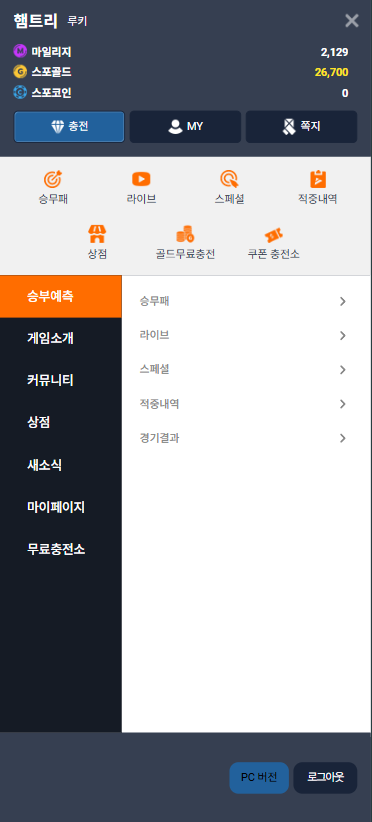 햄트리 루키
M 마일리지 2,129
G 스포골드 26,700
C 스포코인 0
충전 MY 쪽지
승무패 라이브 스페셜 적중내역
상점 골드무료충전 쿠폰 충전소
승부예측
게임소개
커뮤니티
상점
새소식
마이페이지
무료충전소
승무패
라이브
스페셜
적중내역
경기결과
PC 버전 로그아웃